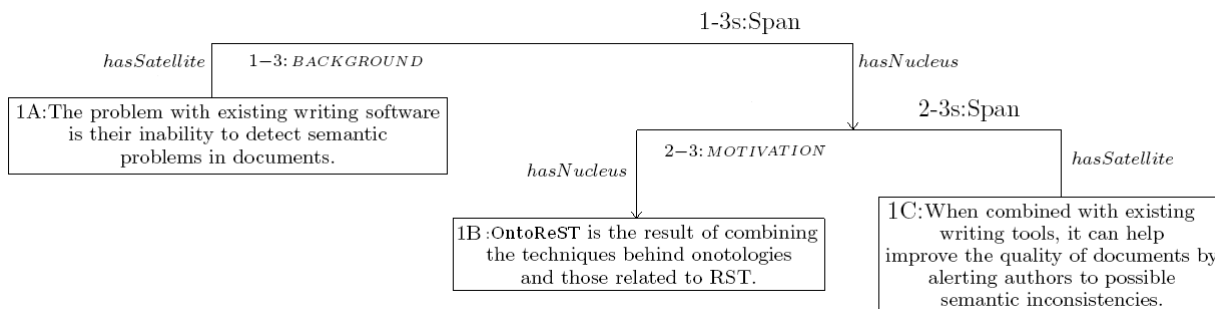 1-3s:Span
hasSatellite
1−3: BACKGROUND
hasNucleus
1A:The problem with existing writing software
is their inability to detect semantic
problems in documents.
2-3s:Span
2−3: MOTIVATION
hasNucleus
hasSatellite
1B :OntoReST is the result of combining
the techniques behind onotologies
and those related to RST.
1C:When combined with existing
writing tools, it can help
improve the quality of documents by
alerting authors to possible
semantic inconsistencies.